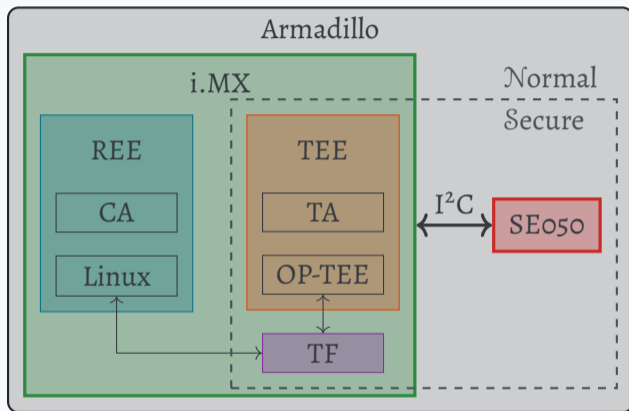 Armadillo
i.MX
Normal
Secure
REE
TEE
CA
TA
I²C
SE050
Linux
OP-TEE
TF